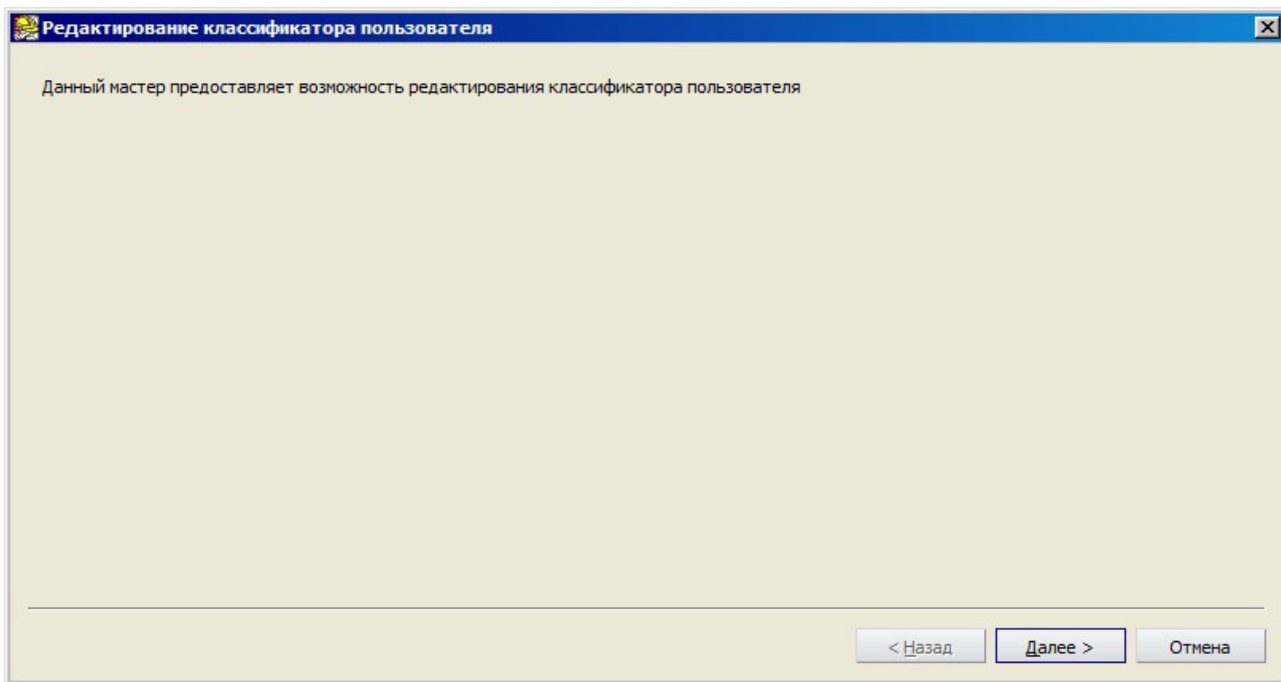 Редактирование классификатора пользователя
Данный мастер предоставляет возможность редактирования классификатора пользователя
< Назад
Далее >
Отмена